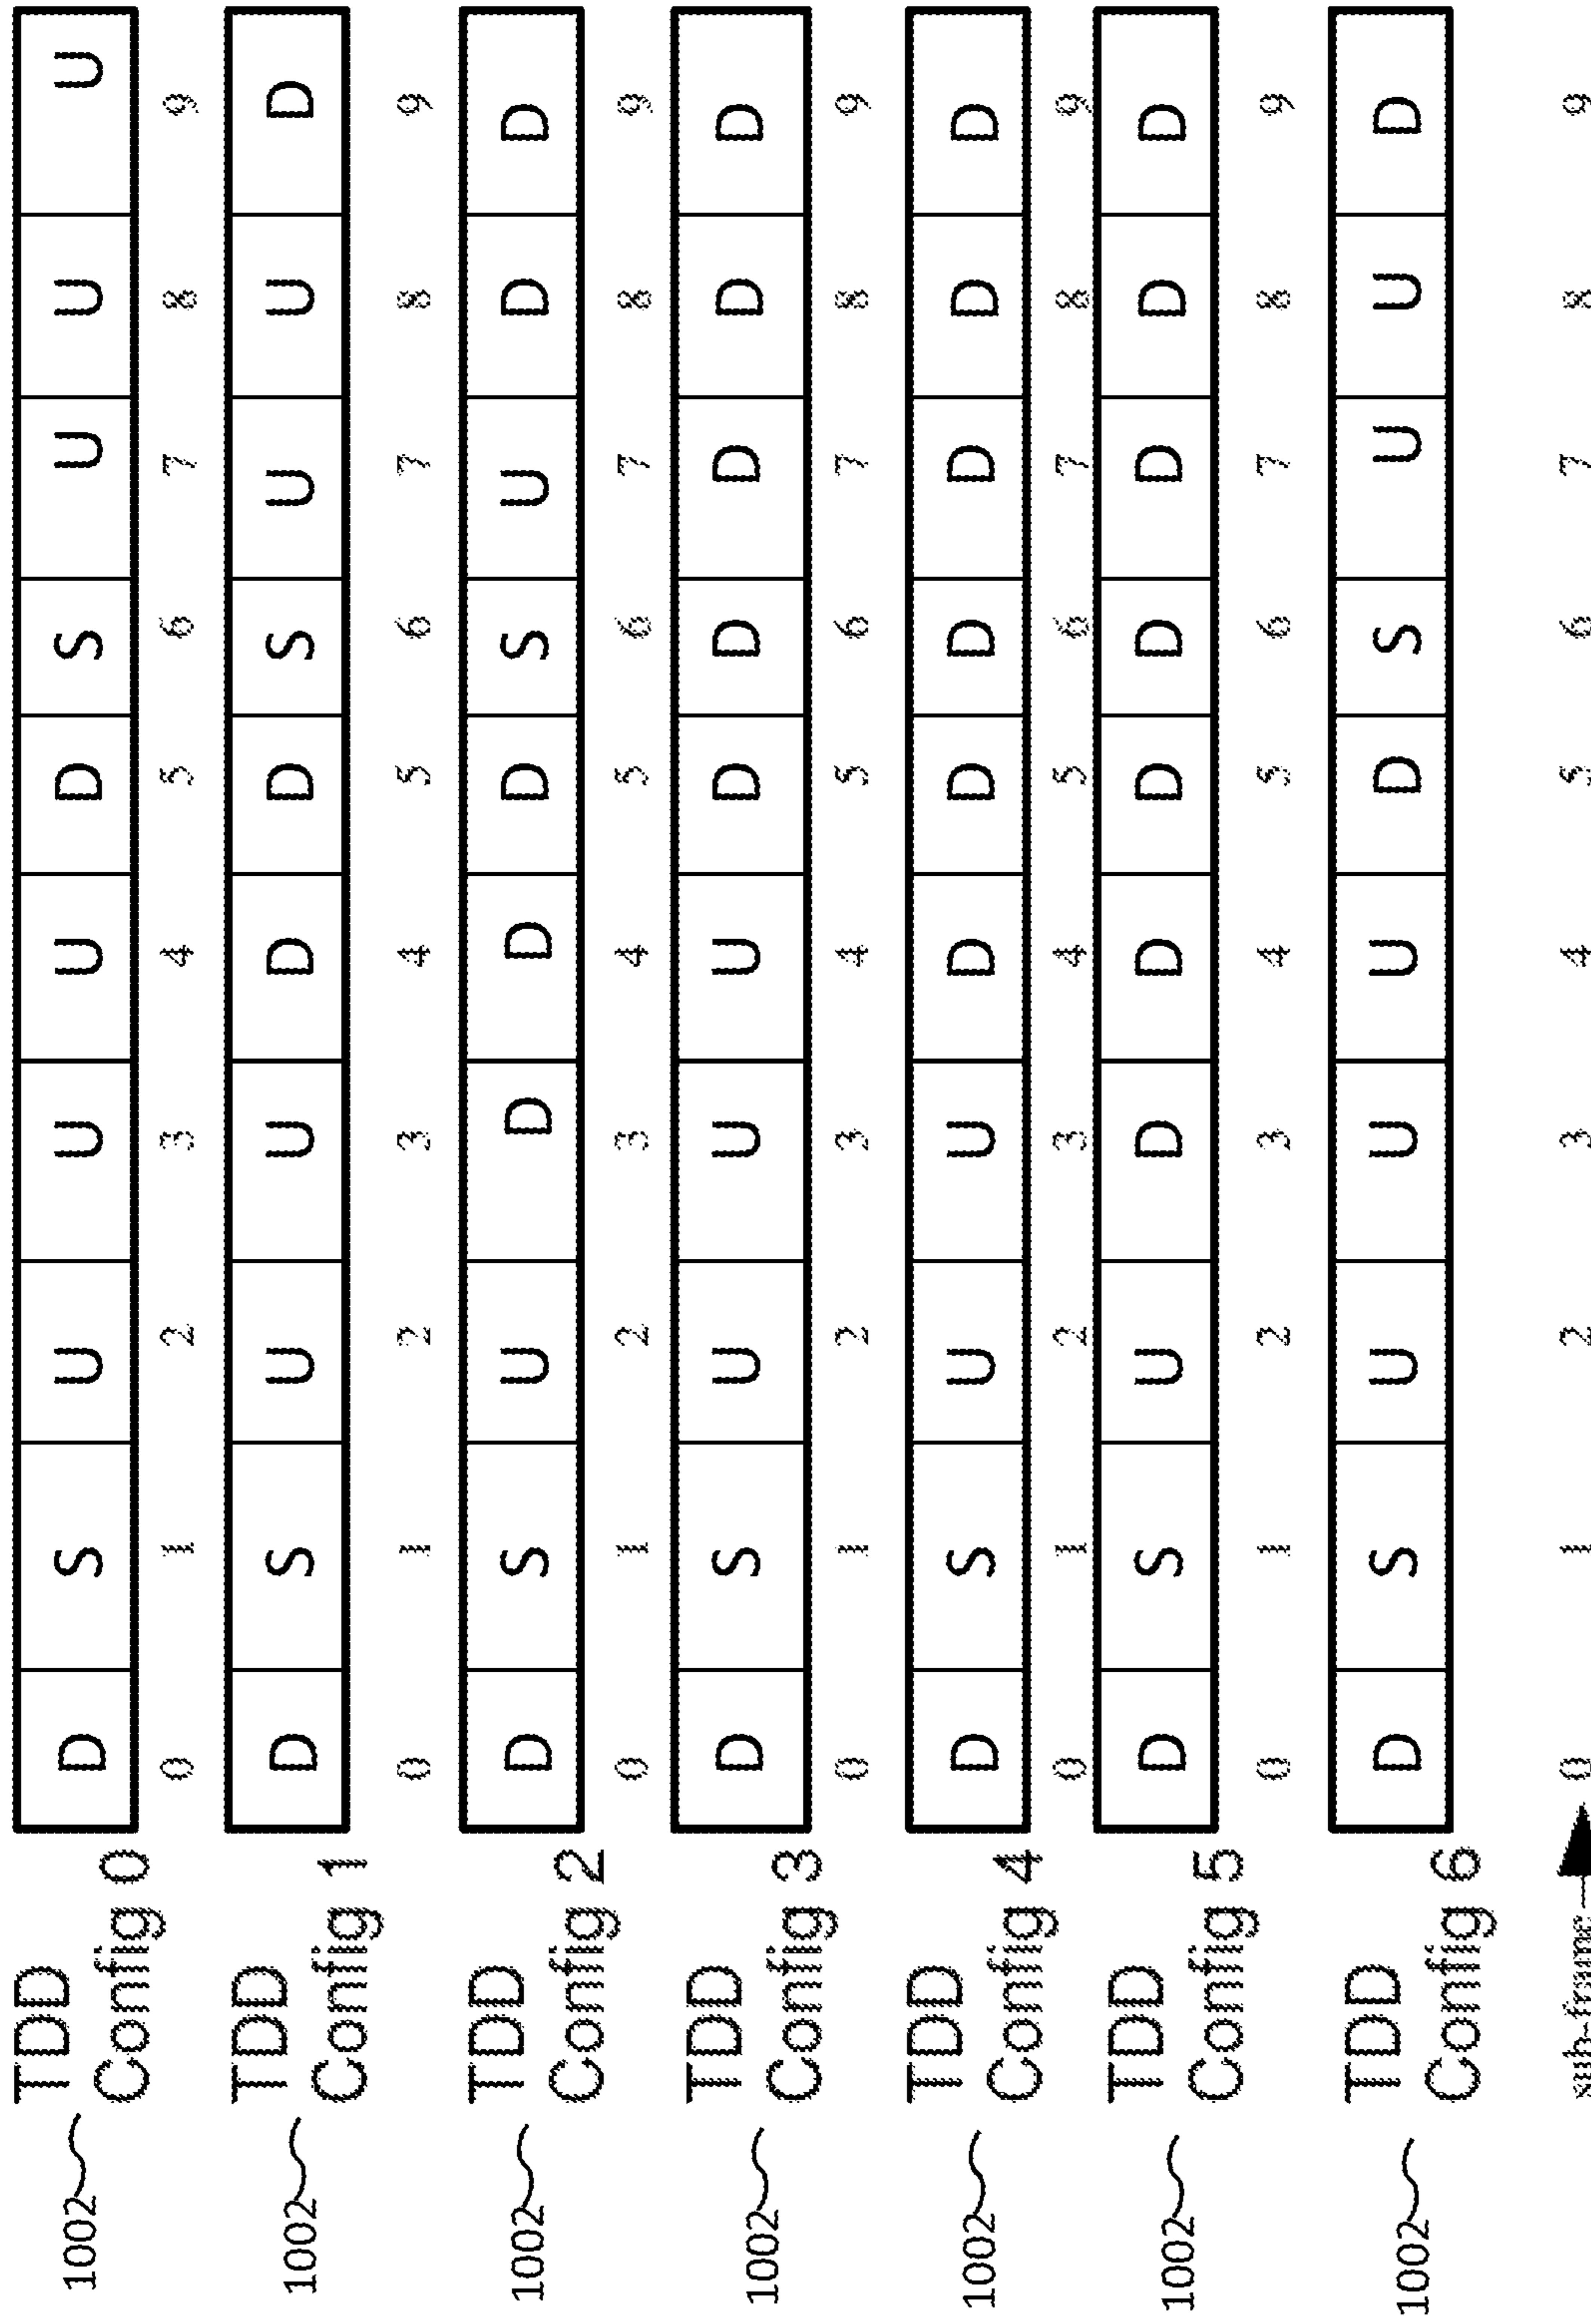 TDD
Config 0
1002
D S U U U D S U U U
0 1 2 3 4 5 6 7 8 9
TDD
Config 1
1002
D S U U D D S U U D
0 1 2 3 4 5 6 7 8 9
TDD
Config 2
1002
D S U D D D S U D D
0 1 2 3 4 5 6 7 8 9
TDD
Config 3
1002
D S U U U D D D D D
0 1 2 3 4 5 6 7 8 9
TDD
Config 4
1002
D S U U D D D D D D
0 1 2 3 4 5 6 7 8 9
TDD
Config 5
1002
D S U D D D D D D D
0 1 2 3 4 5 6 7 8 9
TDD
Config 6
1002
D S U U U D S U U D
sub-frame 0 1 2 3 4 5 6 7 8 9